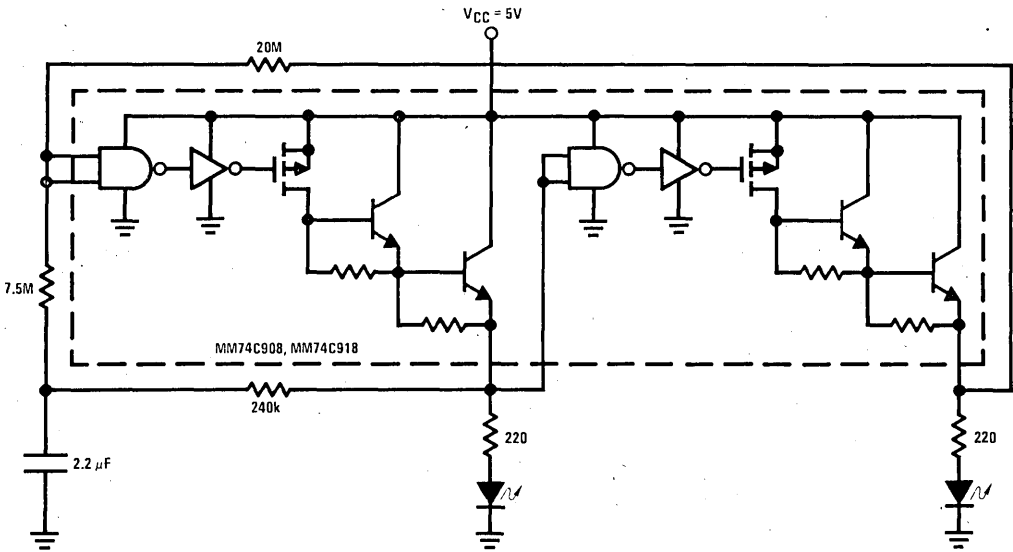 V_CC = 5V
20M
7.5M
MM74C908, MM74C918
240k
220
220
2.2 μF